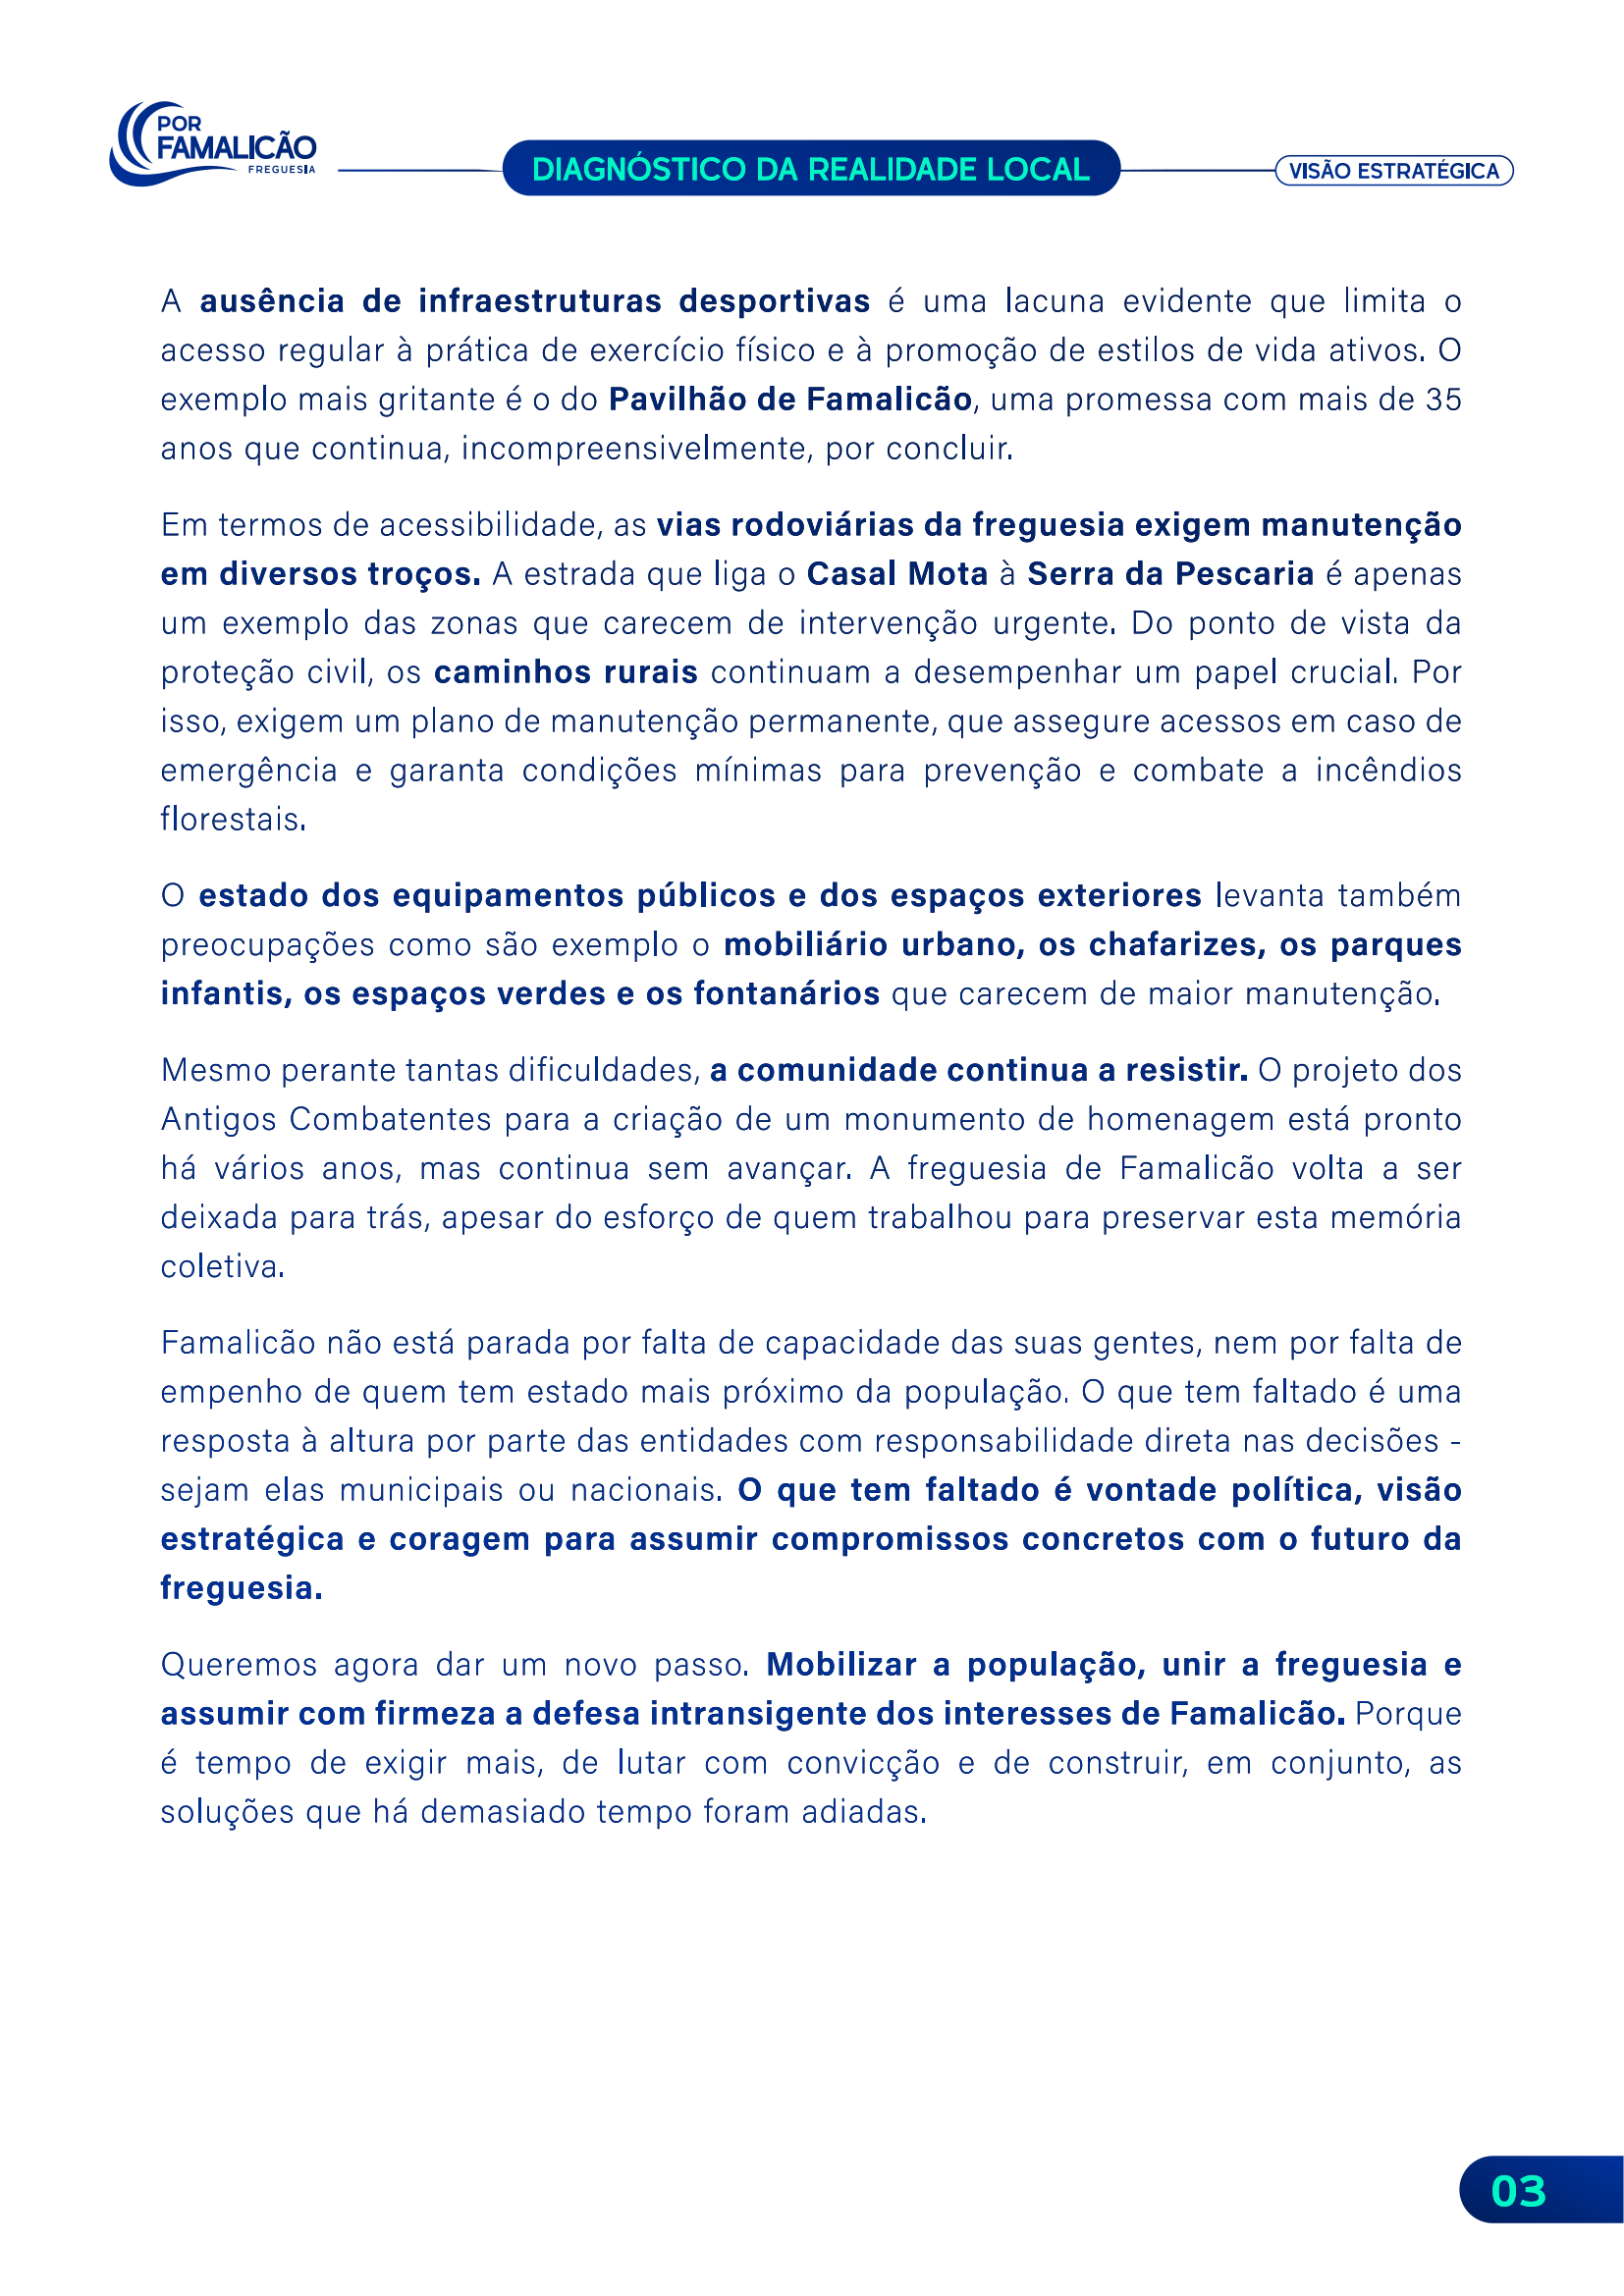 POR
FAMALICÃO
FREGUESIA
DIAGNÓSTICO DA REALIDADE LOCAL
VISÃO ESTRATÉGICA
A ausência de infraestruturas desportivas é uma lacuna evidente que limita o
acesso regular à prática de exercício físico e à promoção de estilos de vida ativos. O
exemplo mais gritante é o do Pavilhão de Famalicão, uma promessa com mais de 35
anos que continua, incompreensivelmente, por concluir.
Em termos de acessibilidade, as vias rodoviárias da freguesia exigem manutenção
em diversos troços. A estrada que liga o Casal Mota à Serra da Pescaria é apenas
um exemplo das zonas que carecem de intervenção urgente. Do ponto de vista da
proteção civil, os caminhos rurais continuam a desempenhar um papel crucial. Por
isso, exigem um plano de manutenção permanente, que assegure acessos em caso de
emergência e garanta condições mínimas para prevenção e combate a incêndios
florestais.
O estado dos equipamentos públicos e dos espaços exteriores levanta também
preocupações como são exemplo o mobiliário urbano, os chafarizes, os parques
infantis, os espaços verdes e os fontanários que carecem de maior manutenção.
Mesmo perante tantas dificuldades, a comunidade continua a resistir. O projeto dos
Antigos Combatentes para a criação de um monumento de homenagem está pronto
há vários anos, mas continua sem avançar. A freguesia de Famalicão volta a ser
deixada para trás, apesar do esforço de quem trabalhou para preservar esta memória
coletiva.
Famalicão não está parada por falta de capacidade das suas gentes, nem por falta de
empenho de quem tem estado mais próximo da população. O que tem faltado é uma
resposta à altura por parte das entidades com responsabilidade direta nas decisões -
sejam elas municipais ou nacionais. O que tem faltado é vontade política, visão
estratégica e coragem para assumir compromissos concretos com o futuro da
freguesia.
Queremos agora dar um novo passo. Mobilizar a população, unir a freguesia e
assumir com firmeza a defesa intransigente dos interesses de Famalicão. Porque
é tempo de exigir mais, de lutar com convicção e de construir, em conjunto, as
soluções que há demasiado tempo foram adiadas.
03